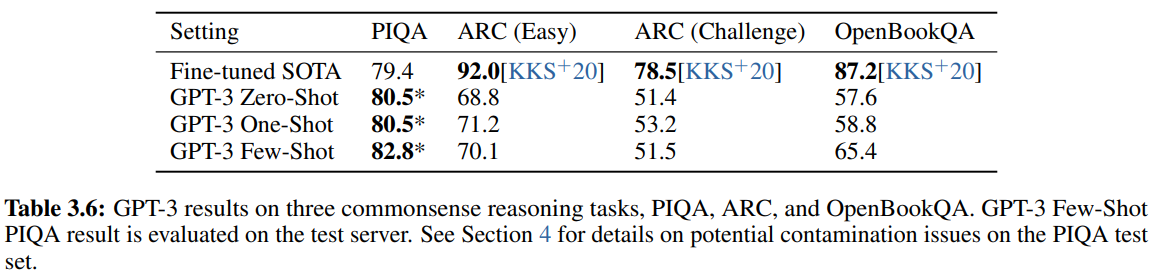 Setting PIQA ARC (Easy) ARC (Challenge) OpenBookQA
Fine-tuned SOTA 79.4 92.0[KKS+20] 78.5[KKS+20] 87.2[KKS+20]
GPT-3 Zero-Shot 80.5* 68.8 51.4 57.6
GPT-3 One-Shot 80.5* 71.2 53.2 58.8
GPT-3 Few-Shot 82.8* 70.1 51.5 65.4
Table 3.6: GPT-3 results on three commonsense reasoning tasks, PIQA, ARC, and OpenBookQA. GPT-3 Few-Shot
PIQA result is evaluated on the test server. See Section 4 for details on potential contamination issues on the PIQA test
set.